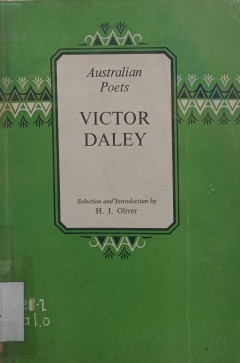 Australian
Poets
VICTOR
DALEY
Selection and Introduction by
H. J. Oliver